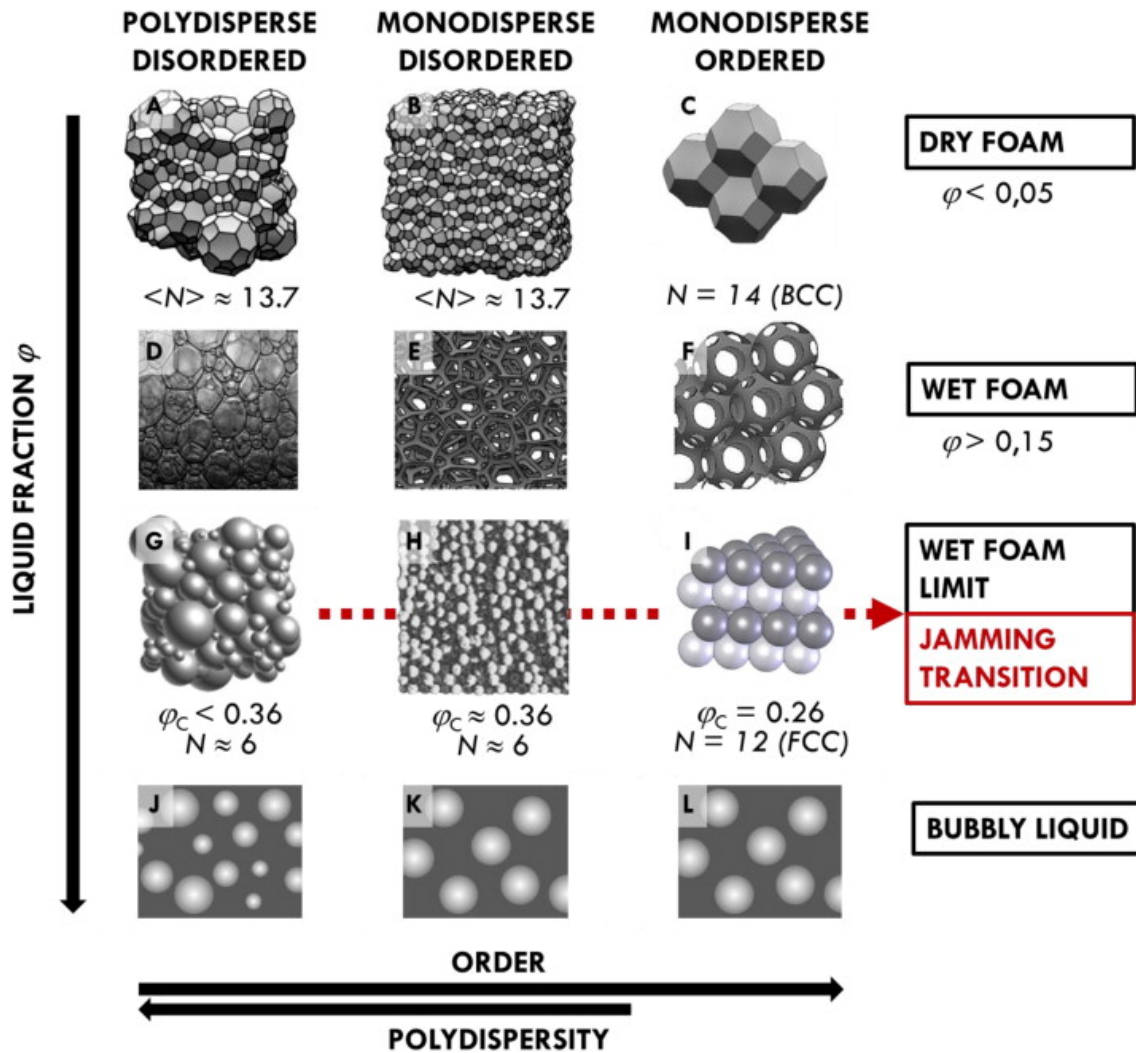 POLYDISPERSE
DISORDERED
MONODISPERSE
DISORDERED
MONODISPERSE
ORDERED
LIQUID FRACTION φ
A
B
C
DRY FOAM
φ < 0,05
<N> ≈ 13.7
<N> ≈ 13.7
N = 14 (BCC)
D
E
F
WET FOAM
φ > 0,15
G
H
I
WET FOAM
LIMIT
JAMMING
TRANSITION
φC < 0.36
N ≈ 6
φC ≈ 0.36
N ≈ 6
φC = 0.26
N = 12 (FCC)
J
K
L
BUBBLY LIQUID
ORDER
POLYDISPERSITY